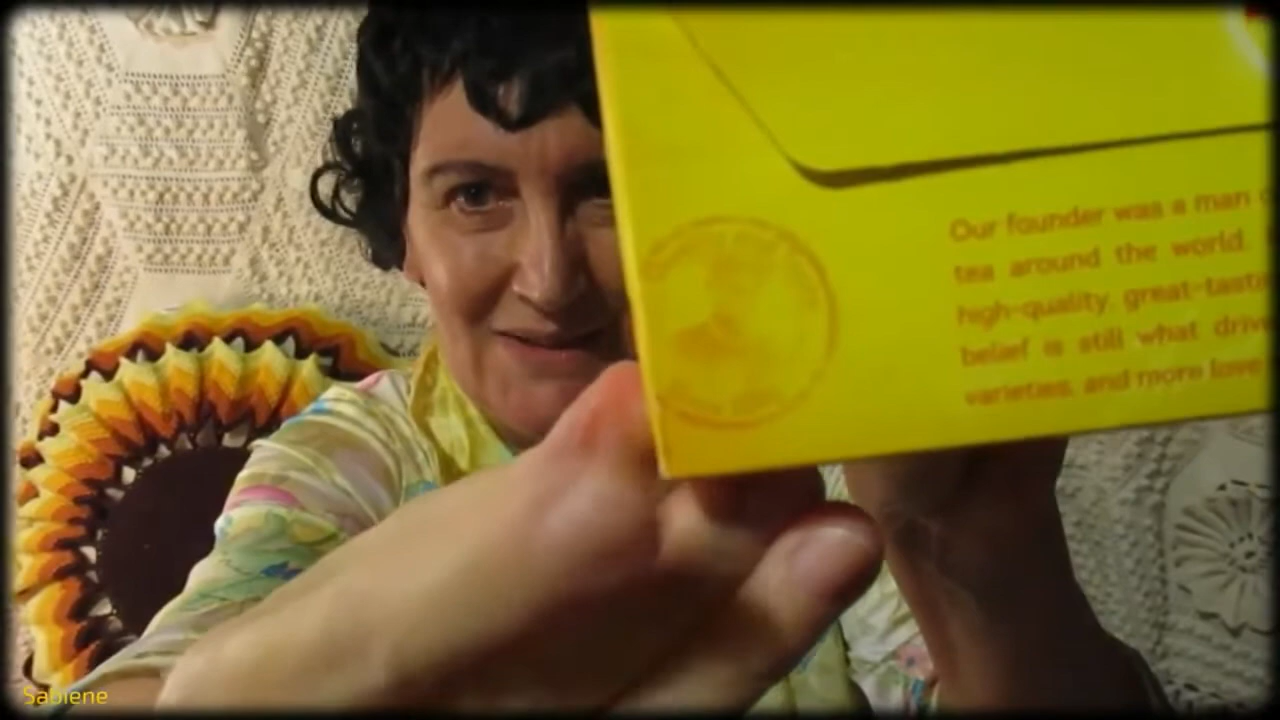 Our founder was a man
tea around the world.
high-quality, great-tast
belief is still what driv
varieties, and more love
Sabiene